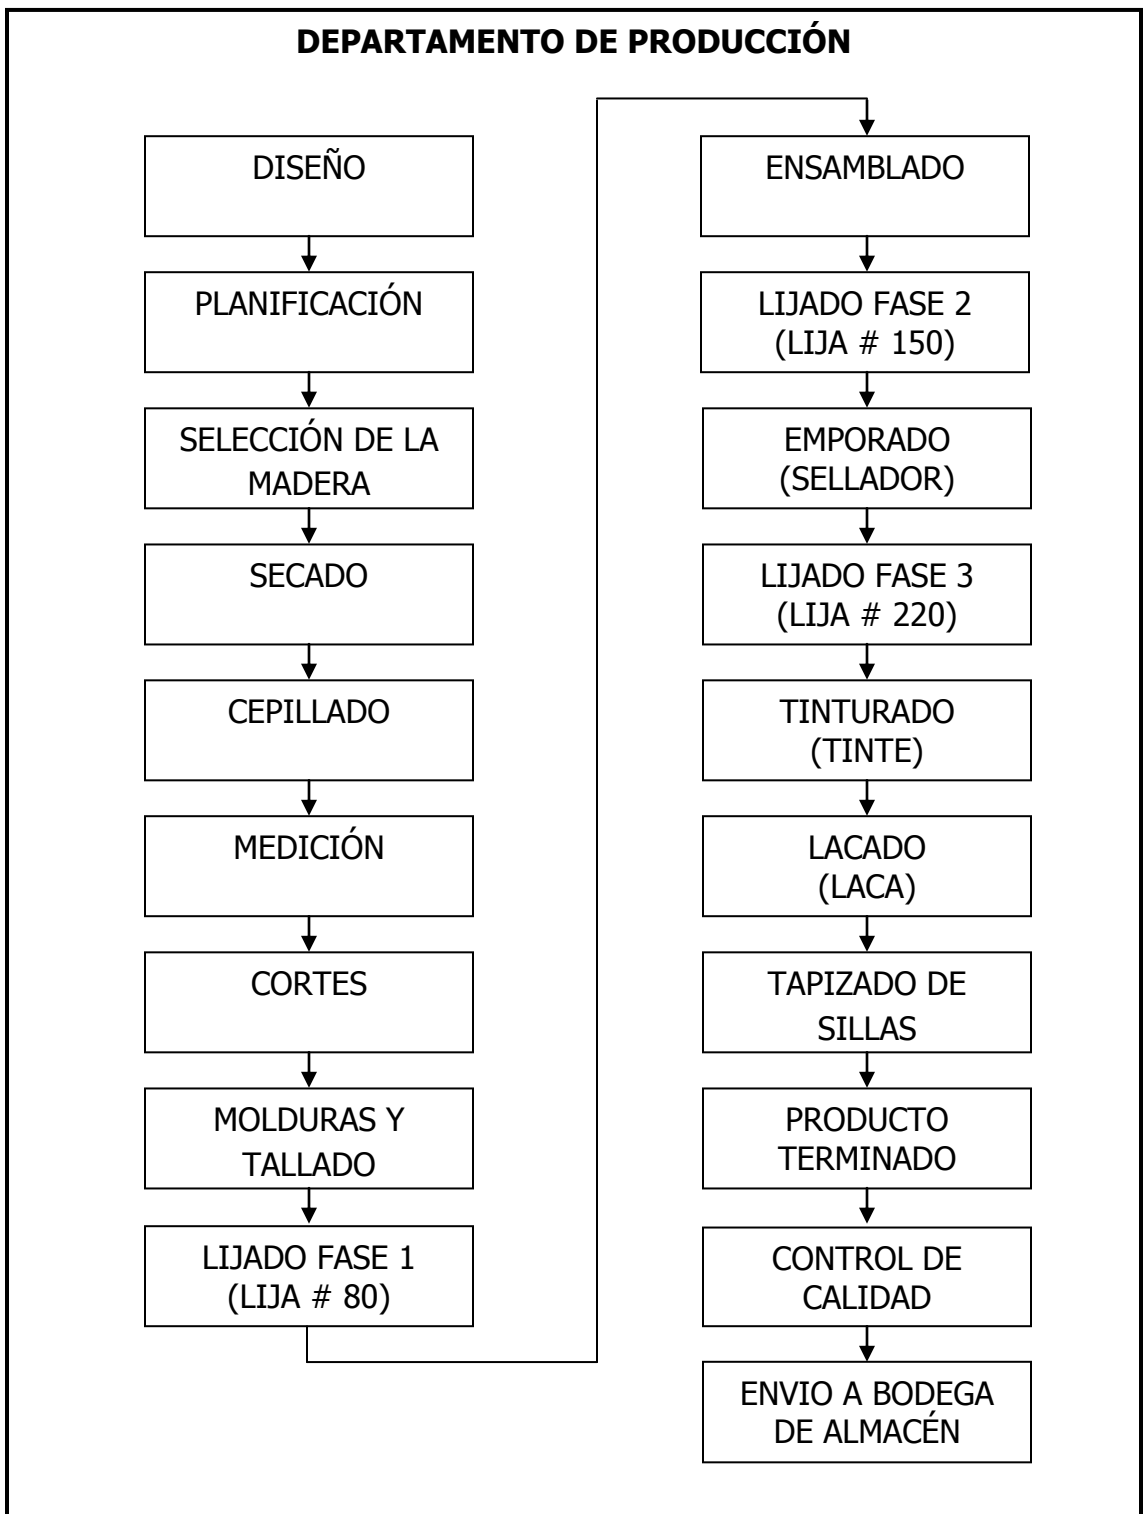 DEPARTAMENTO DE PRODUCCIÓN
DISEÑO
PLANIFICACIÓN
SELECCIÓN DE LA
MADERA
SECADO
CEPILLADO
MEDICIÓN
CORTES
MOLDURAS Y
TALLADO
LIJADO FASE 1
(LIJA # 80)
ENSAMBLADO
LIJADO FASE 2
(LIJA # 150)
EMPORADO
(SELLADOR)
LIJADO FASE 3
(LIJA # 220)
TINTURADO
(TINTE)
LACADO
(LACA)
TAPIZADO DE
SILLAS
PRODUCTO
TERMINADO
CONTROL DE
CALIDAD
ENVIO A BODEGA
DE ALMACÉN